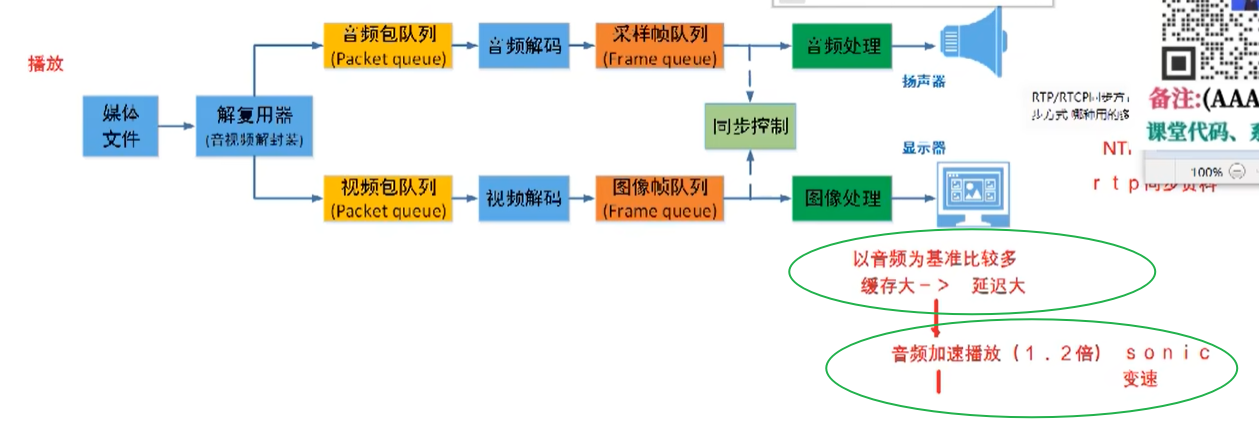 播放
媒体
文件
解复用器
(音视频解封装)
音频包队列
(Packet queue)
音频解码
采样帧队列
(Frame queue)
音频处理
扬声器
同步控制
视频包队列
(Packet queue)
视频解码
图像帧队列
(Frame queue)
图像处理
显示器
RTP/RTCP同步方
步方式 哪种用的
备注:(AAA
课堂代码、
NT
100%
rtp同步资料
以音频为基准比较多
缓存大－> 延迟大
音频加速播放（1.2倍） sonic
变速